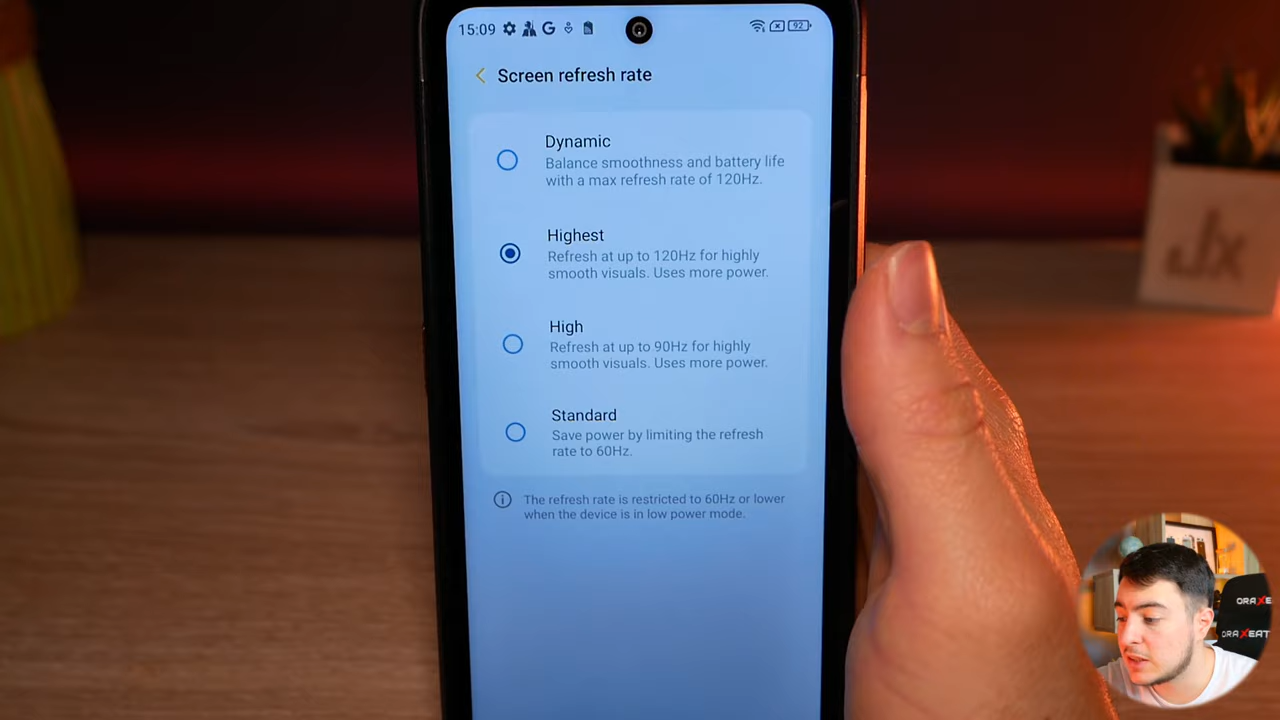 15:09
92
Screen refresh rate
Dynamic
Balance smoothness and battery life
with a max refresh rate of 120Hz.
Highest
Refresh at up to 120Hz for highly
smooth visuals. Uses more power.
High
Refresh at up to 90Hz for highly
smooth visuals. Uses more power.
Standard
Save power by limiting the refresh
rate to 60Hz.
The refresh rate is restricted to 60Hz or lower
when the device is in low power mode.
JX
ORAXE
ORAXEAT